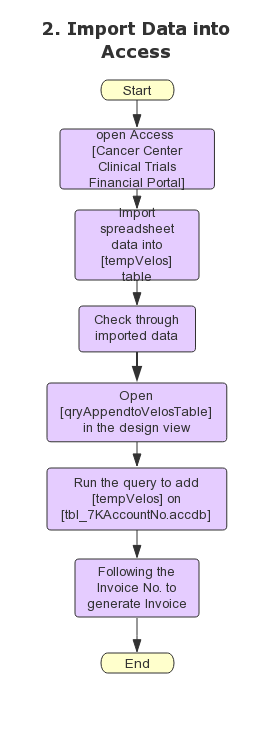 2. Import Data into
Access
Start
open Access
[Cancer Center
Clinical Trials
Financial Portal]
Import
spreadsheet
data into
[tempVelos]
table
Check through
imported data
Open
[qryAppendtoVelosTable]
in the design view
Run the query to add
[tempVelos] on
[tbl_7KAccountNo.accdb]
Following the
Invoice No. to
generate Invoice
End